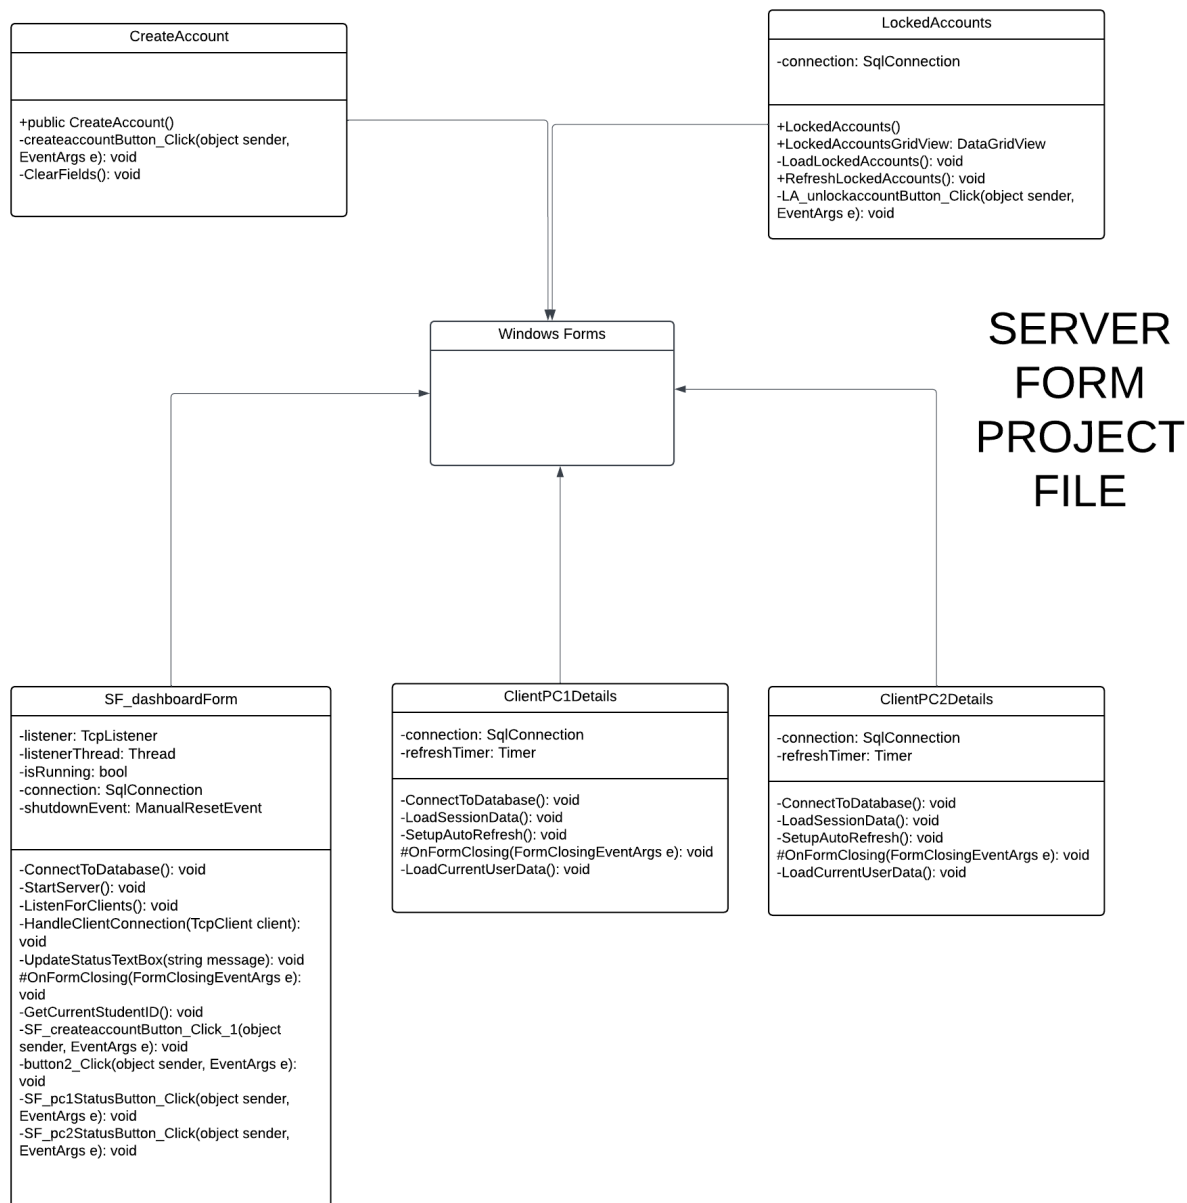 CreateAccount
+public CreateAccount()
-createaccountButton_Click(object sender,
EventArgs e): void
-ClearFields(): void
LockedAccounts
-connection: SqlConnection
+LockedAccounts()
+LockedAccountsGridView: DataGridView
-LoadLockedAccounts(): void
+RefreshLockedAccounts(): void
-LA_unlockaccountButton_Click(object sender,
EventArgs e): void
Windows Forms
SERVER
FORM
PROJECT
FILE
SF_dashboardForm
-listener: TcpListener
-listenerThread: Thread
-isRunning: bool
-connection: SqlConnection
-shutdownEvent: ManualResetEvent
-ConnectToDatabase(): void
-StartServer(): void
-ListenForClients(): void
-HandleClientConnection(TcpClient client):
void
-UpdateStatusTextBox(string message): void
#OnFormClosing(FormClosingEventArgs e):
void
-GetCurrentStudentID(): void
-SF_createaccountButton_Click_1(object
sender, EventArgs e): void
-button2_Click(object sender, EventArgs e):
void
-SF_pc1StatusButton_Click(object sender,
EventArgs e): void
-SF_pc2StatusButton_Click(object sender,
EventArgs e): void
ClientPC1Details
-connection: SqlConnection
-refreshTimer: Timer
-ConnectToDatabase(): void
-LoadSessionData(): void
-SetupAutoRefresh(): void
#OnFormClosing(FormClosingEventArgs e): void
-LoadCurrentUserData(): void
ClientPC2Details
-connection: SqlConnection
-refreshTimer: Timer
-ConnectToDatabase(): void
-LoadSessionData(): void
-SetupAutoRefresh(): void
#OnFormClosing(FormClosingEventArgs e): void
-LoadCurrentUserData(): void